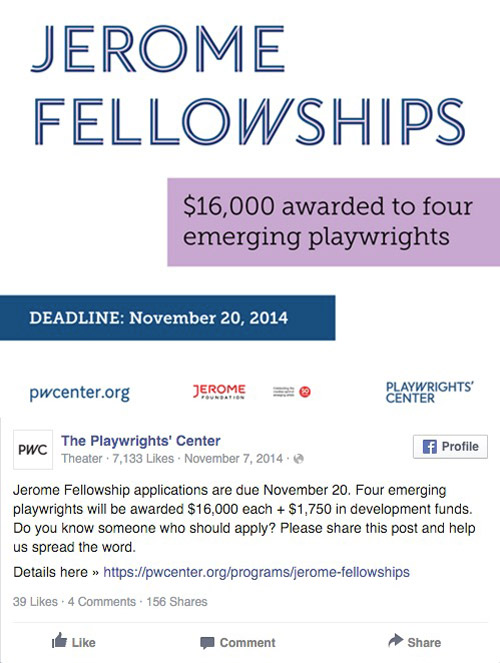 JEROME
FELLOWSHIPS
$16,000 awarded to four
emerging playwrights
DEADLINE: November 20, 2014
pwcenter.org
JEROME
FOUNDATION
50
PLAYWRIGHTS'
CENTER
PWC
The Playwrights' Center
Theater · 7,133 Likes · November 7, 2014 ·
Profile
Jerome Fellowship applications are due November 20. Four emerging
playwrights will be awarded $16,000 each + $1,750 in development funds.
Do you know someone who should apply? Please share this post and help
us spread the word.
Details here » https://pwcenter.org/programs/jerome-fellowships
39 Likes · 4 Comments · 156 Shares
Like
Comment
Share